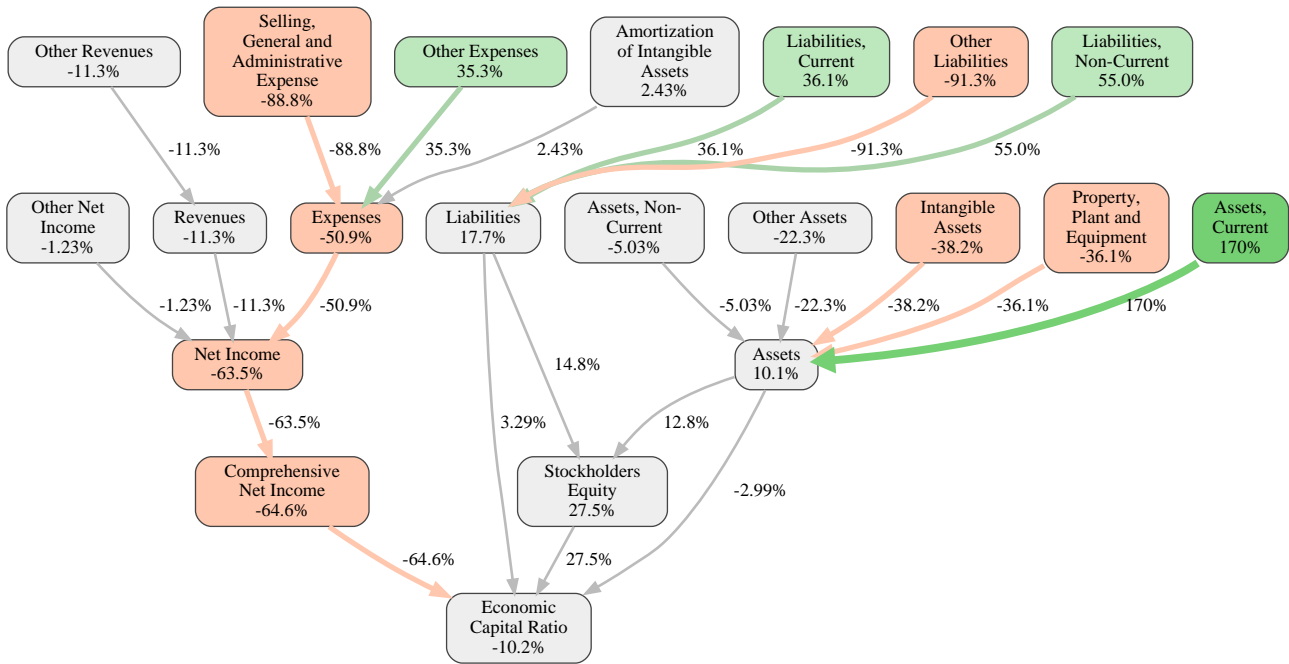 Other Revenues
-11.3%
Selling,
General and
Administrative
Expense
-88.8%
Other Expenses
35.3%
Amortization
of Intangible
Assets
2.43%
Liabilities,
Current
36.1%
Other
Liabilities
-91.3%
Liabilities,
Non-Current
55.0%
-11.3%
-88.8%
35.3%
2.43%
36.1%
-91.3%
55.0%
Other Net
Income
-1.23%
Revenues
-11.3%
Expenses
-50.9%
Liabilities
17.7%
Assets, Non-
Current
-5.03%
Other Assets
-22.3%
Intangible
Assets
-38.2%
Property,
Plant and
Equipment
-36.1%
Assets,
Current
170%
-1.23%
-11.3%
-50.9%
-5.03%
-22.3%
-38.2%
-36.1%
170%
Net Income
-63.5%
Assets
10.1%
14.8%
-63.5%
3.29%
12.8%
Comprehensive
Net Income
-64.6%
Stockholders
Equity
27.5%
-2.99%
-64.6%
27.5%
Economic
Capital Ratio
-10.2%